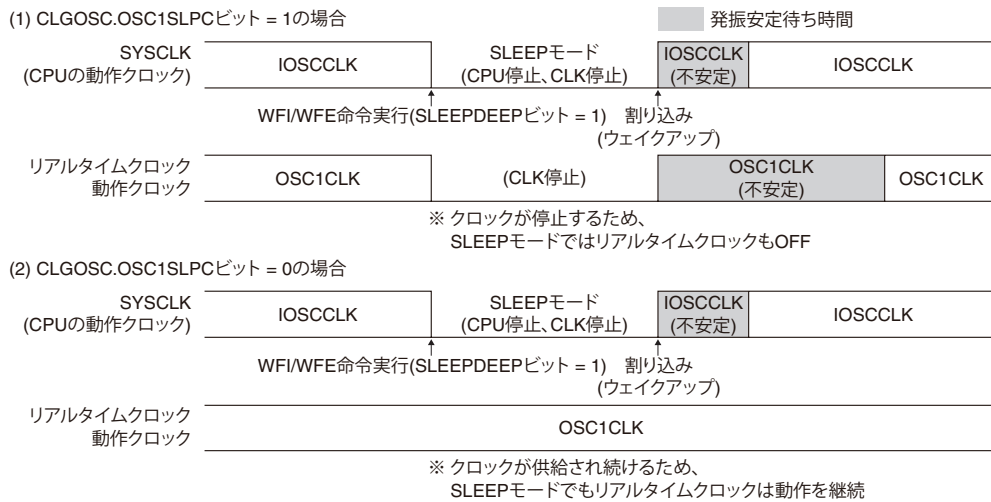 (1) CLGOSC.OSC1SLPCビット = 1の場合
発振安定待ち時間
SYSCLK
(CPUの動作クロック)
IOSCCLK
SLEEPモード
(CPU停止、CLK停止)
IOSCCLK
(不安定)
IOSCCLK
WFI/WFE命令実行(SLEEPDEEPビット = 1)
割り込み
(ウェイクアップ)
リアルタイムクロック
動作クロック
OSC1CLK
(CLK停止)
OSC1CLK
(不安定)
OSC1CLK
※ クロックが停止するため、
SLEEPモードではリアルタイムクロックもOFF
(2) CLGOSC.OSC1SLPCビット = 0の場合
SYSCLK
(CPUの動作クロック)
IOSCCLK
SLEEPモード
(CPU停止、CLK停止)
IOSCCLK
(不安定)
IOSCCLK
WFI/WFE命令実行(SLEEPDEEPビット = 1)
割り込み
(ウェイクアップ)
リアルタイムクロック
動作クロック
OSC1CLK
※ クロックが供給され続けるため、
SLEEPモードでもリアルタイムクロックは動作を継続